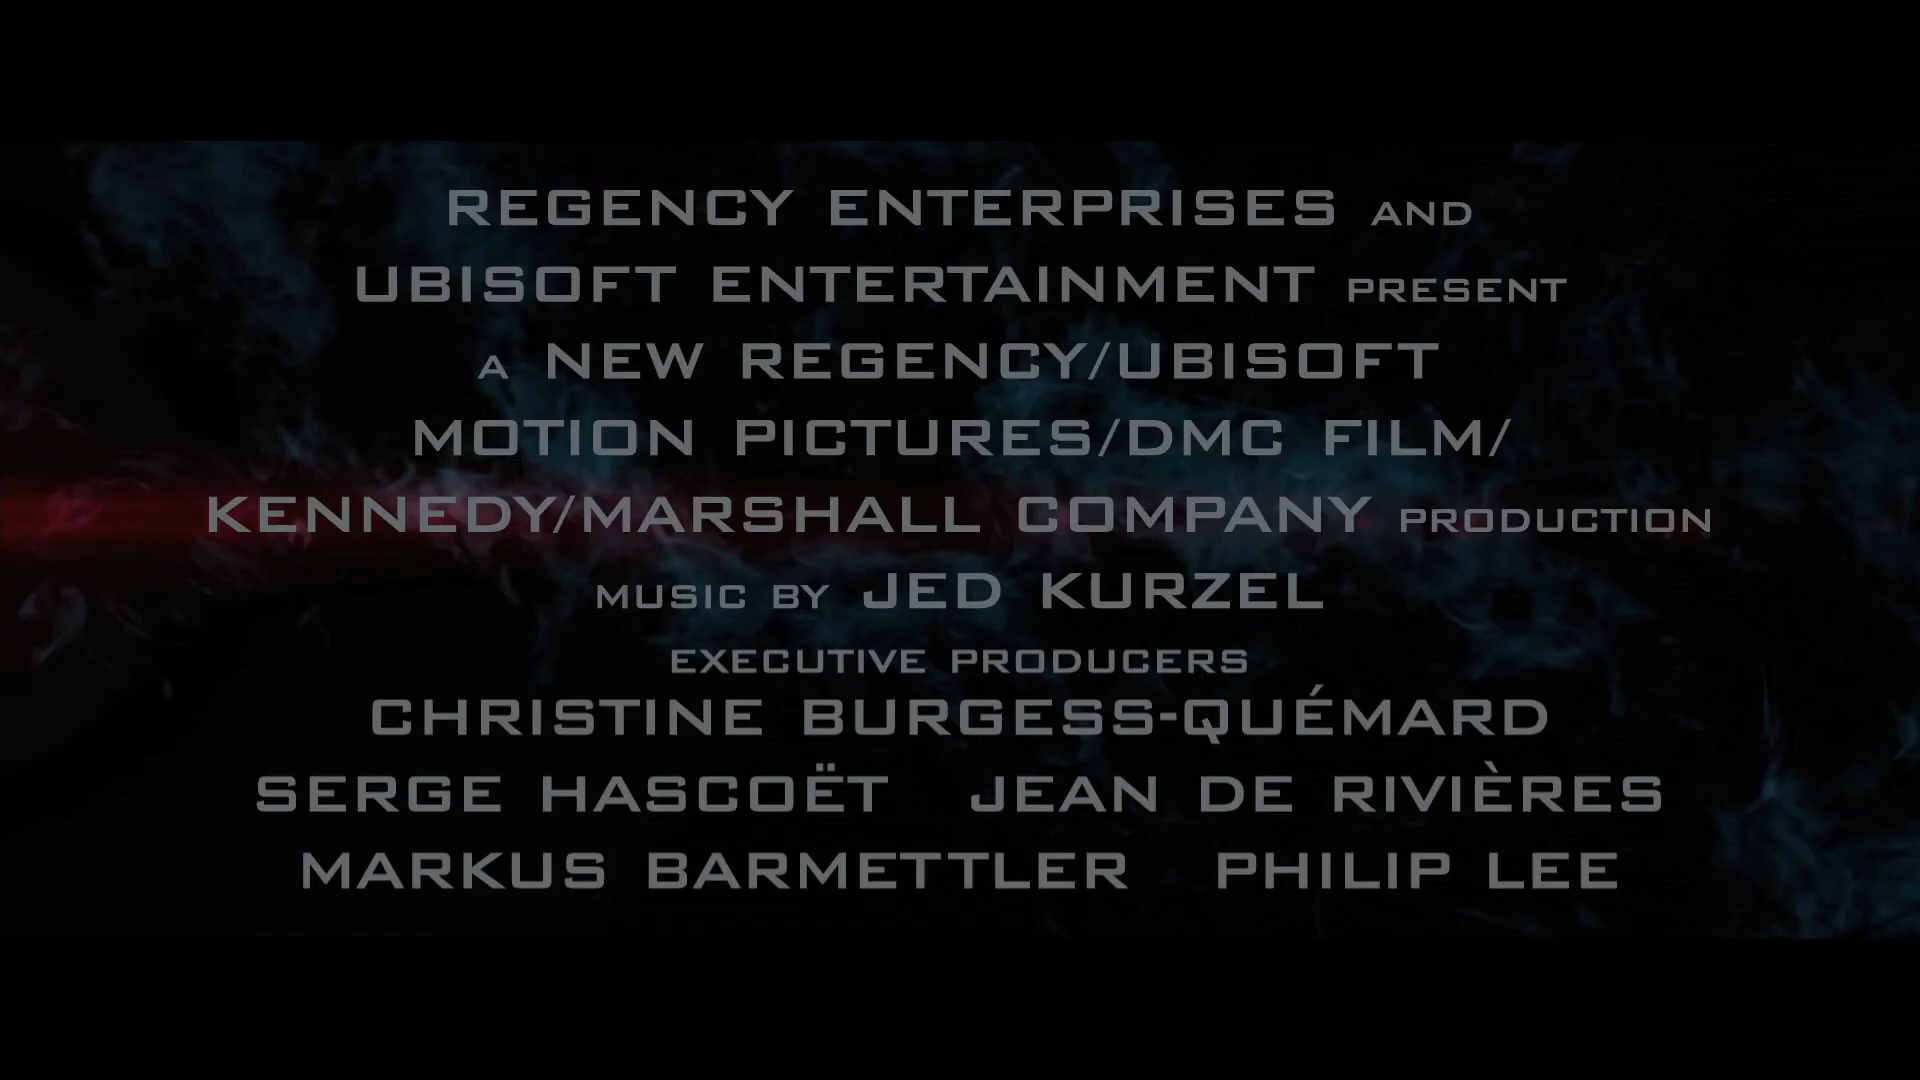 REGENCY ENTERPRISES AND
UBISOFT ENTERTAINMENT PRESENT
A NEW REGENCY/UBISOFT
MOTION PICTURES/DMC FILM/
KENNEDY/MARSHALL COMPANY PRODUCTION
MUSIC BY JED KURZEL
EXECUTIVE PRODUCERS
CHRISTINE BURGESS-QUÉMARD
SERGE HASCOËT JEAN DE RIVIÈRES
MARKUS BARMETTLER PHILIP LEE